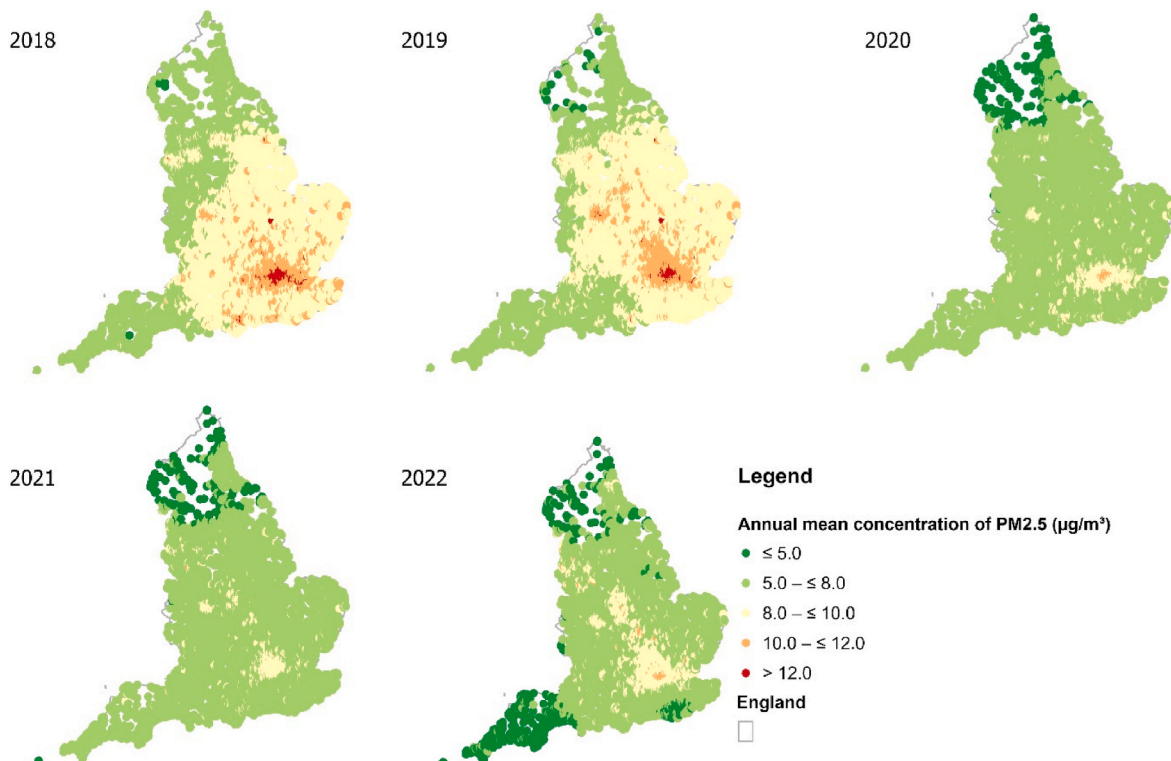 2018
2019
2020
2021
2022
Legend
Annual mean concentration of PM2.5 (µg/m³)
≤ 5.0
5.0 – ≤ 8.0
8.0 – ≤ 10.0
10.0 – ≤ 12.0
> 12.0
England